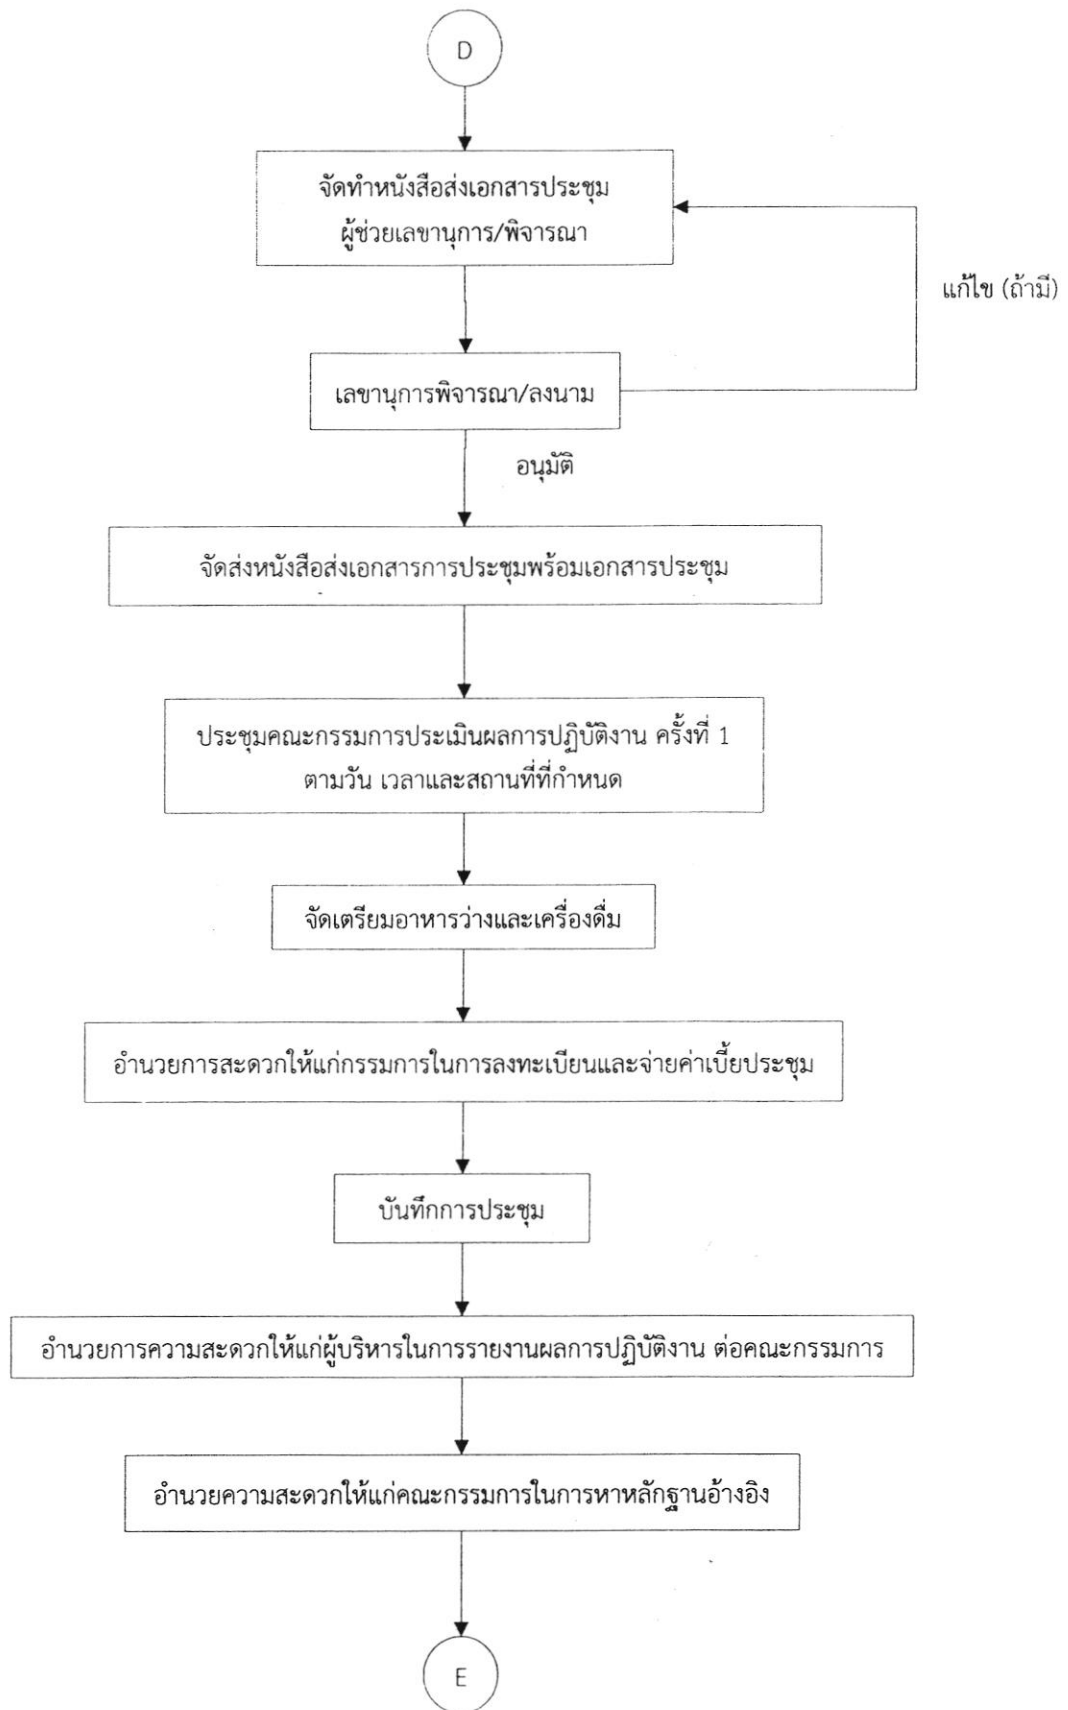 D
จัดทำหนังสือส่งเอกสารประชุม
ผู้ช่วยเลขานุการ/พิจารณา
แก้ไข (ถ้ามี)
เลขานุการพิจารณา/ลงนาม
อนุมัติ
จัดส่งหนังสือส่งเอกสารการประชุมพร้อมเอกสารประชุม
ประชุมคณะกรรมการประเมินผลการปฏิบัติงาน ครั้งที่ 1
ตามวัน เวลาและสถานที่ที่กำหนด
จัดเตรียมอาหารว่างและเครื่องดื่ม
อำนวยการสะดวกให้แก่กรรมการในการลงทะเบียนและจ่ายค่าเบี้ยประชุม
บันทึกการประชุม
อำนวยการความสะดวกให้แก่ผู้บริหารในการรายงานผลการปฏิบัติงาน ต่อคณะกรรมการ
อำนวยความสะดวกให้แก่คณะกรรมการในการหาหลักฐานอ้างอิง
E